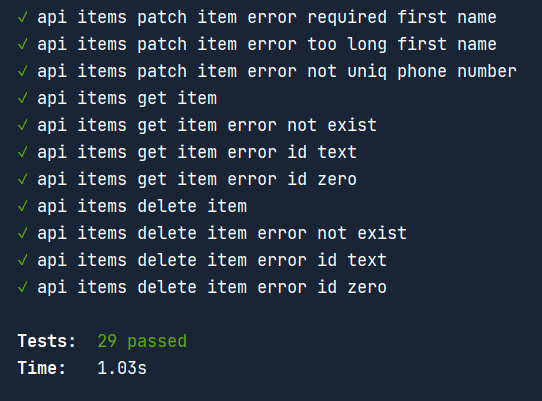 ✓ api items patch item error required first name
✓ api items patch item error too long first name
✓ api items patch item error not uniq phone number
✓ api items get item
✓ api items get item error not exist
✓ api items get item error id text
✓ api items get item error id zero
✓ api items delete item
✓ api items delete item error not exist
✓ api items delete item error id text
✓ api items delete item error id zero
Tests: 29 passed
Time: 1.03s